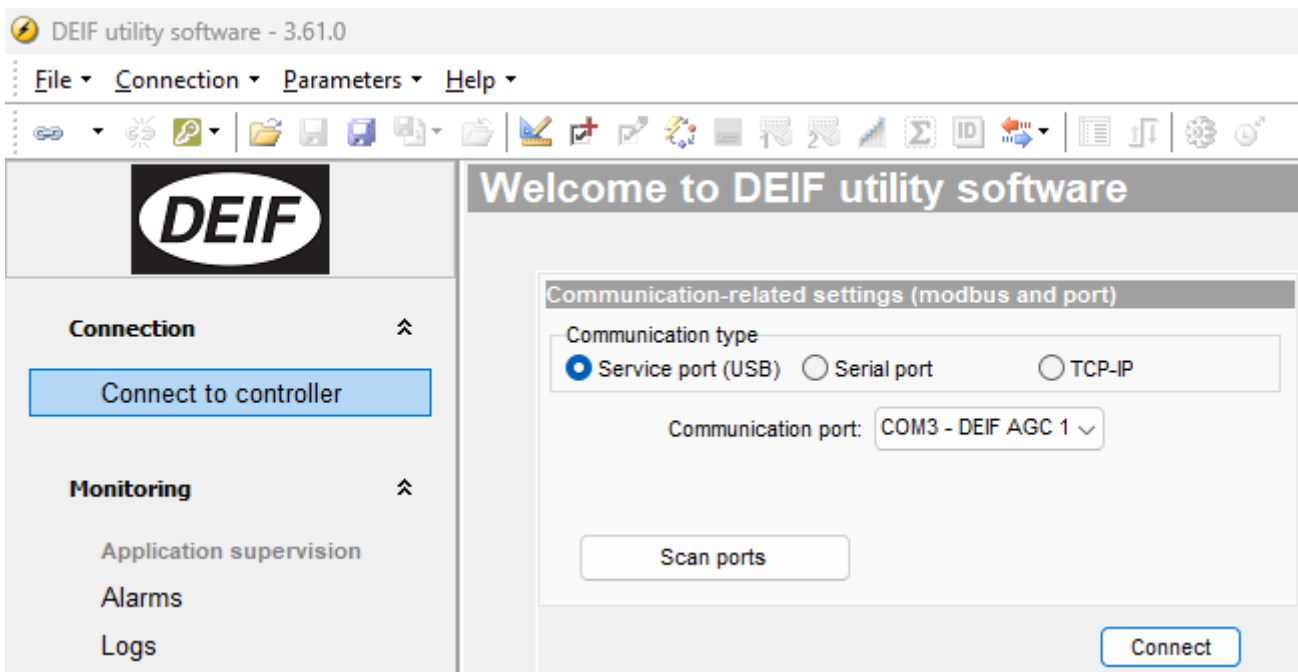 DEIF utility software - 3.61.0
File Connection Parameters Help
ID
DEIF
Connection
Connect to controller
Monitoring
Application supervision
Alarms
Logs
Welcome to DEIF utility software
Communication-related settings (modbus and port)
Communication type
Service port (USB) Serial port TCP-IP
Communication port: COM3 - DEIF AGC 1
Scan ports
Connect